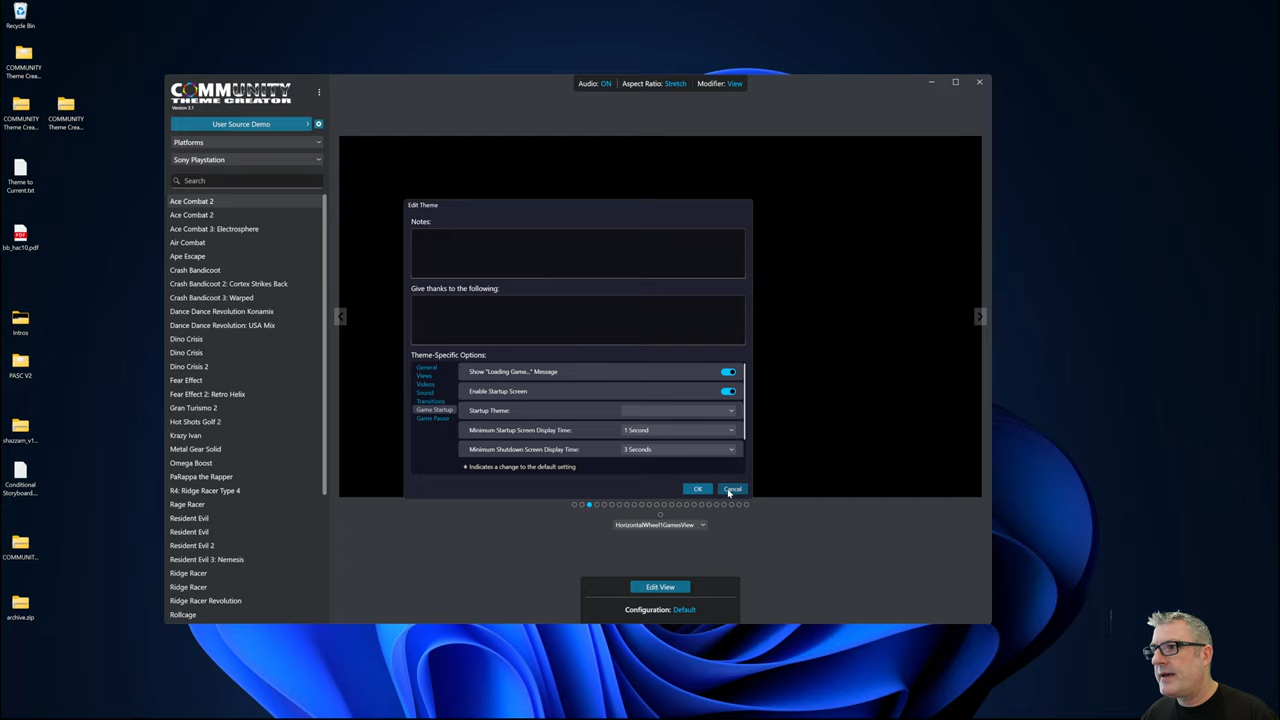 Recycle Bin
COMMUNITY
Theme Crea...
COMMUNITY
Theme Crea...
COMMUNITY
Theme Crea...
Theme to
Current.txt
PDF
bb_hac10.pdf
Intros
PASC V2
shazzam_v1...
Conditional
Storyboard...
COMMUNIT...
archive.zip
COMMUNITY
THEME CREATOR
Version 3.1
User Source Demo
Platforms
Sony Playstation
Search
Ace Combat 2
Ace Combat 2
Ace Combat 3: Electrosphere
Air Combat
Ape Escape
Crash Bandicoot
Crash Bandicoot 2: Cortex Strikes Back
Crash Bandicoot 3: Warped
Dance Dance Revolution Konamix
Dance Dance Revolution: USA Mix
Dino Crisis
Dino Crisis
Dino Crisis 2
Fear Effect
Fear Effect 2: Retro Helix
Gran Turismo 2
Hot Shots Golf 2
Krazy Ivan
Metal Gear Solid
Omega Boost
PaRappa the Rapper
R4: Ridge Racer Type 4
Rage Racer
Resident Evil
Resident Evil
Resident Evil 2
Resident Evil 3: Nemesis
Ridge Racer
Ridge Racer
Ridge Racer Revolution
Rollcage
Audio: ON Aspect Ratio: Stretch Modifier: View
Edit Theme
Notes:
Give thanks to the following:
Theme-Specific Options:
General
Views
Videos
Sound
Transitions
Game Startup
Game Pause
Show "Loading Game..." Message
Enable Startup Screen
Startup Theme:
Minimum Startup Screen Display Time: 1 Second
Minimum Shutdown Screen Display Time: 3 Seconds
★ Indicates a change to the default setting
OK Cancel
HorizontalWheel1GamesView
Edit View
Configuration: Default